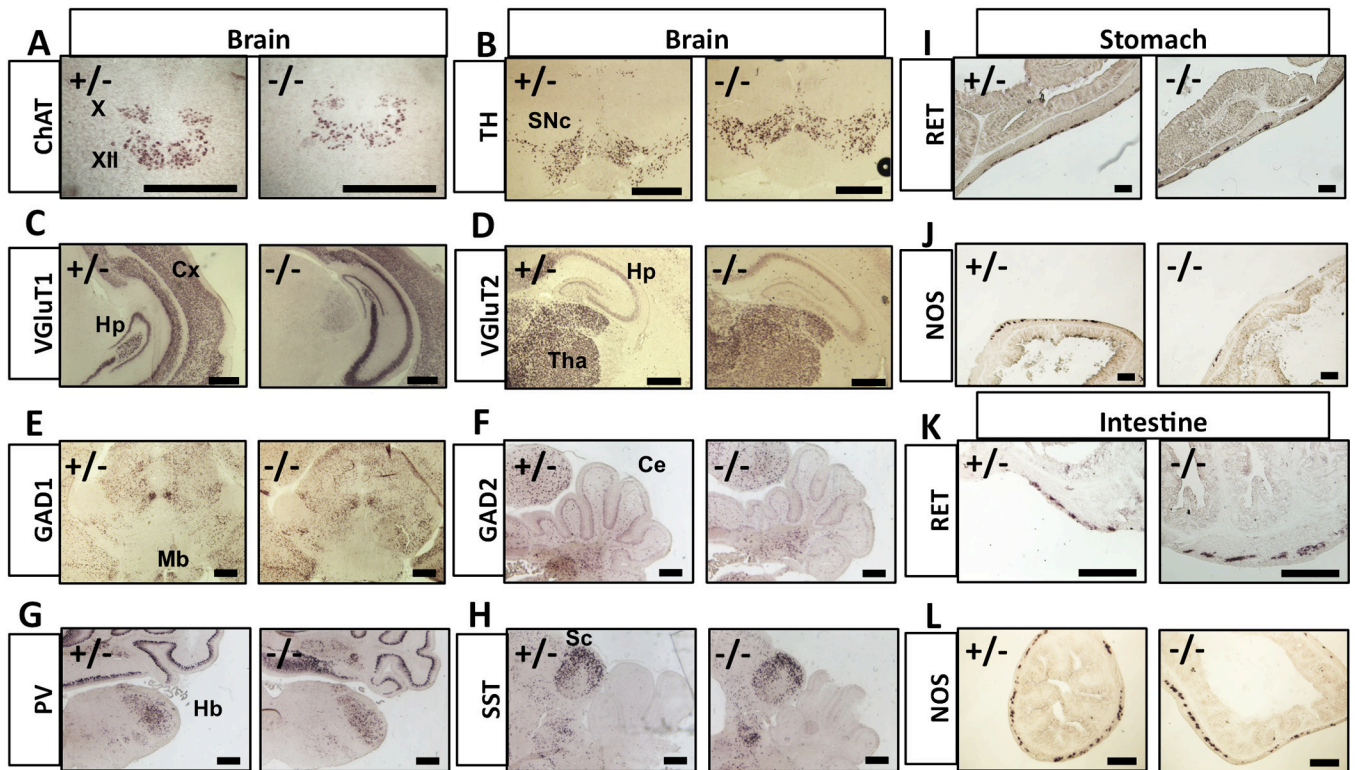 A
Brain
ChAT
+/-
-/-
X
XII
B
Brain
TH
+/-
-/-
SNc
I
Stomach
RET
+/-
-/-
C
VGluT1
+/-
-/-
Cx
Hp
D
VGluT2
+/-
-/-
Hp
Tha
J
NOS
+/-
-/-
E
GAD1
+/-
-/-
Mb
F
GAD2
+/-
-/-
Ce
K
Intestine
RET
+/-
-/-
G
PV
+/-
-/-
Hb
H
SST
+/-
-/-
Sc
L
NOS
+/-
-/-